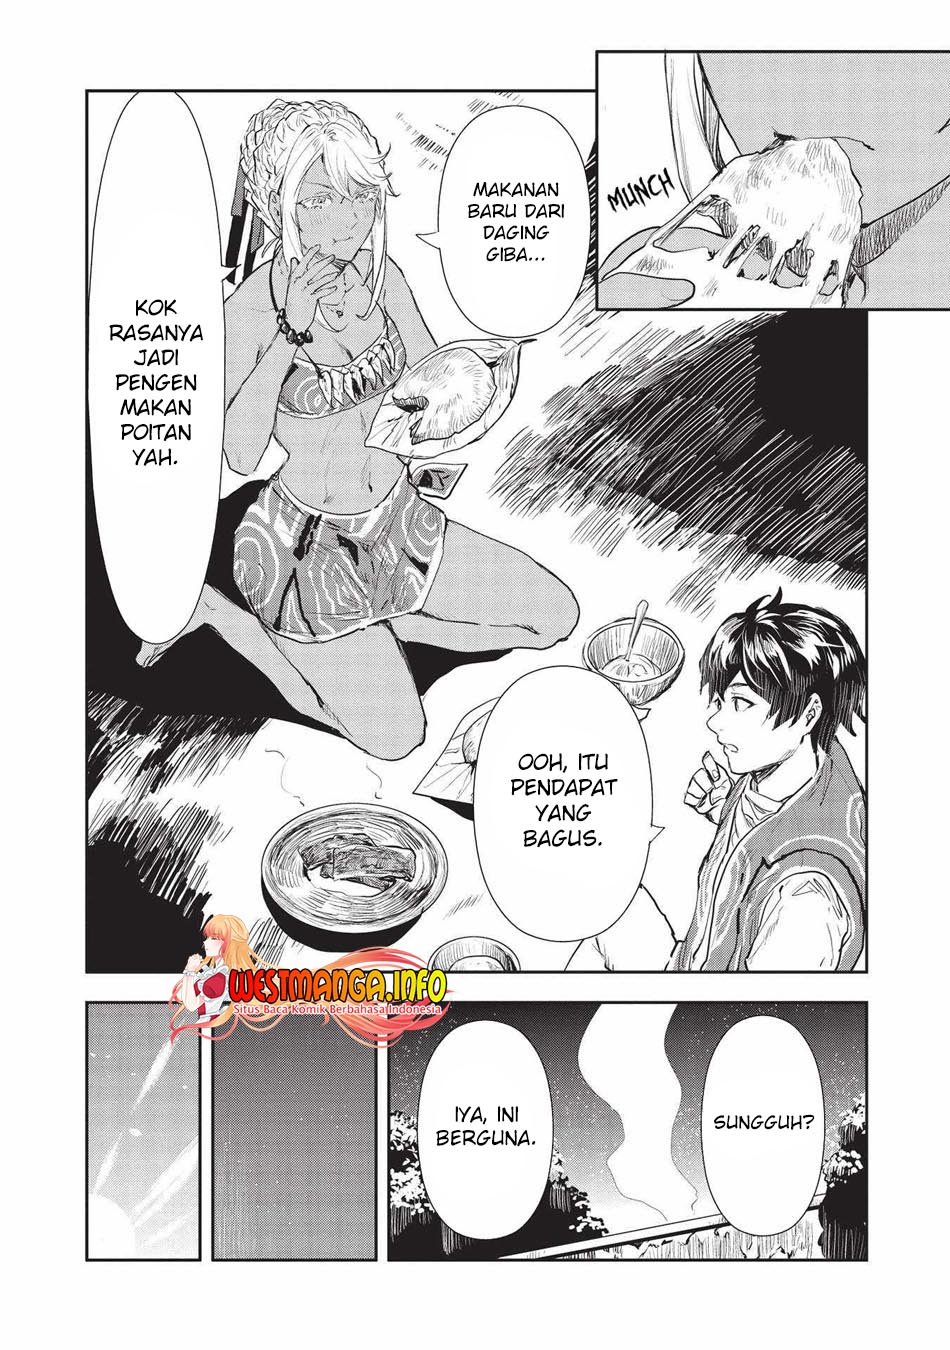 MUNCH
MAKANAN
BARU DARI
DAGING
GIBA...
KOK
RASANYA
JADI
PENGEN
MAKAN
POITAN
YAH.
OOH, ITU
PENDAPAT
YANG
BAGUS.
WESTMANGA.INFO
Situs Baca Komik Berbahasa Indonesia
SUNGGUH?
IYA, INI
BERGUNA.